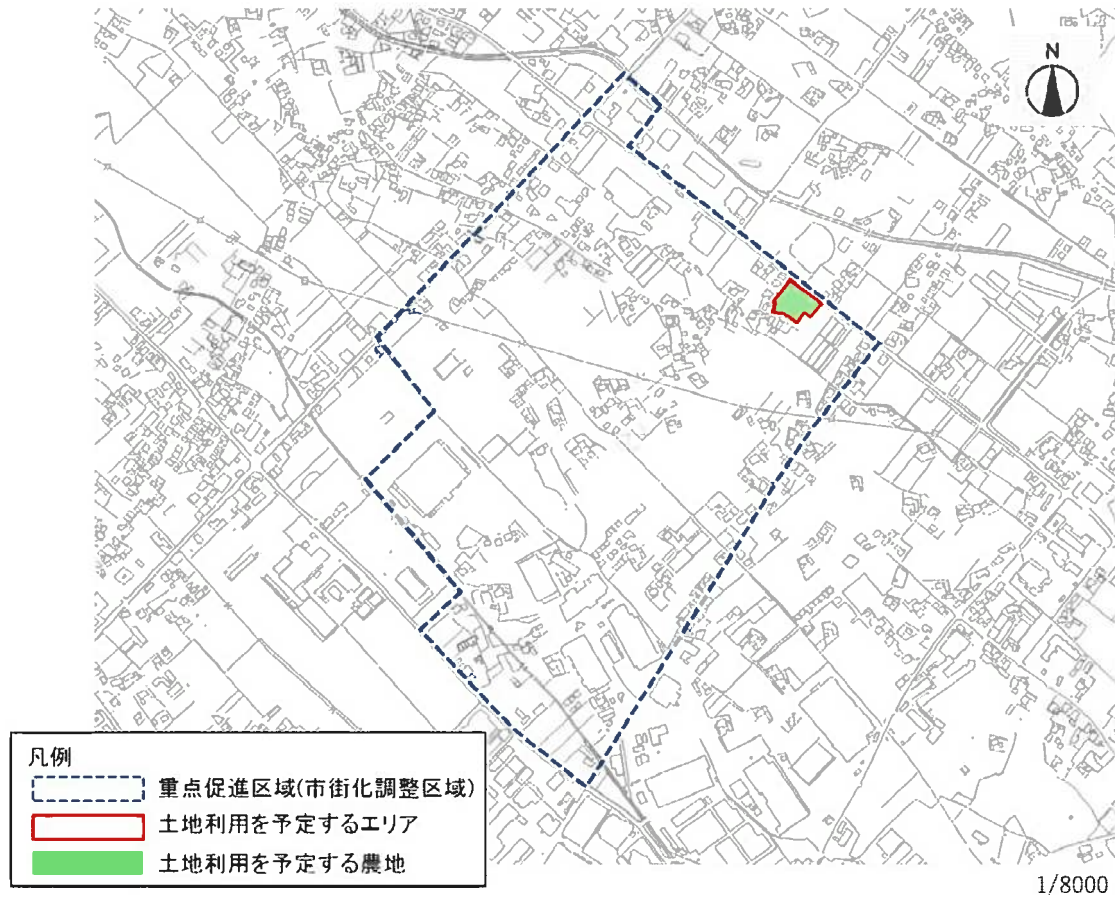 N
凡例
重点促進区域(市街化調整区域)
土地利用を予定するエリア
土地利用を予定する農地
1/8000